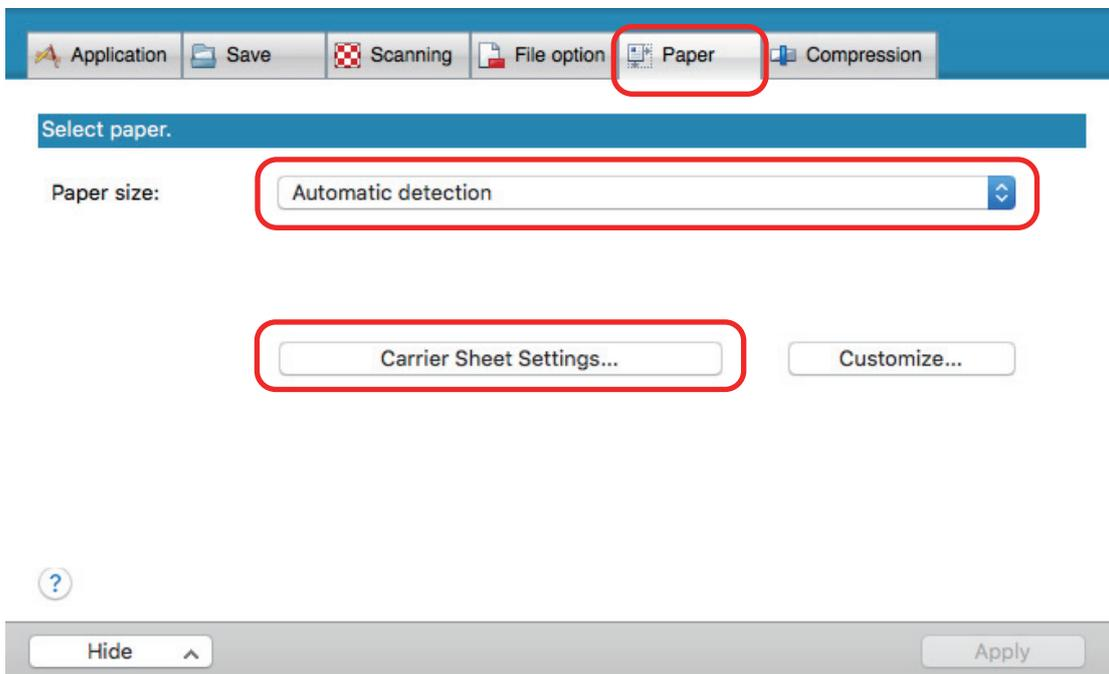 Application Save Scanning File option Paper Compression
Select paper.
Paper size: Automatic detection
Carrier Sheet Settings... Customize...
?
Hide Apply